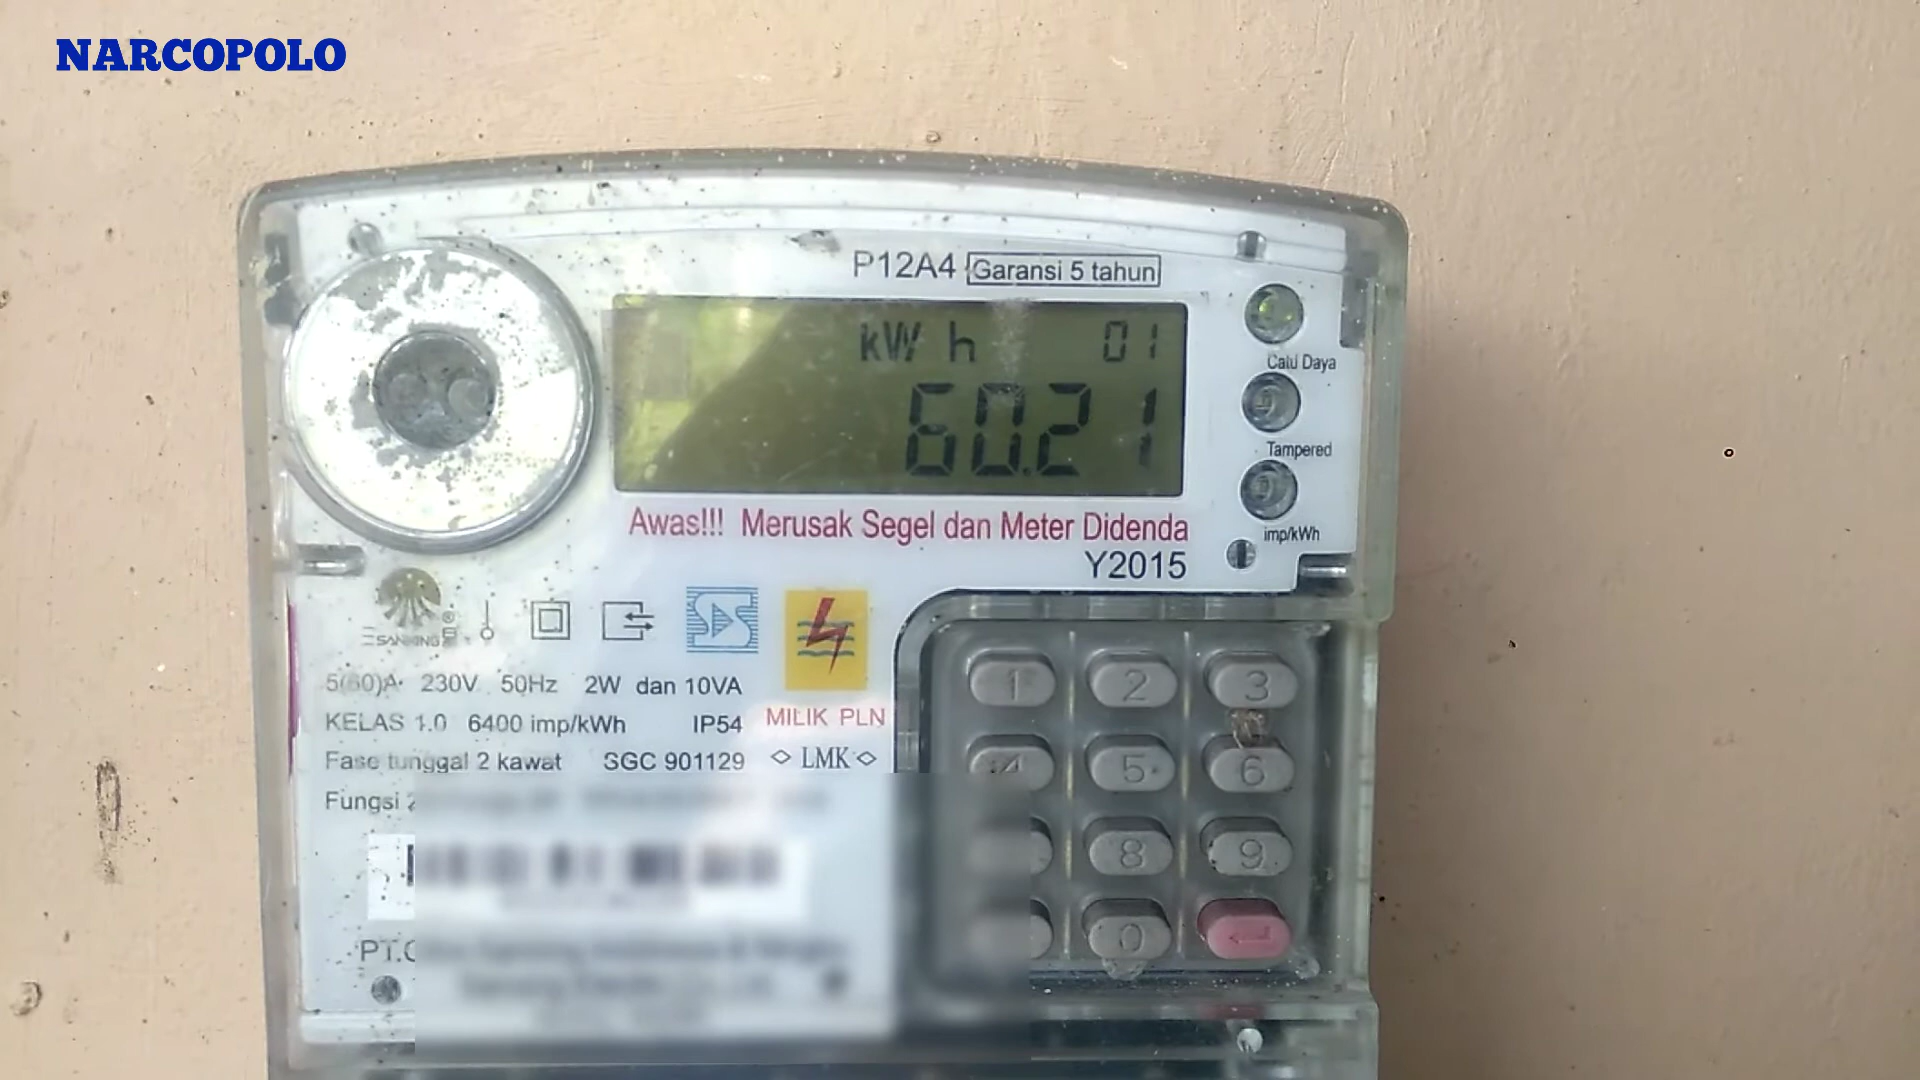 NARCOPOLO
P12A4 Garansi 5 tahun
kWh 01
60.21
Catu Daya
Tampered
imp/kWh
Awas!!! Merusak Segel dan Meter Didenda
Y2015
SANXING
5(60)A 230V 50Hz 2W dan 10VA
KELAS 1.0 6400 imp/kWh IP54
MILIK PLN
Fase tunggal 2 kawat SGC 901129 ◇ LMK ◇
Fungsi
PT.
1 2 3
4 5 6
8 9
0